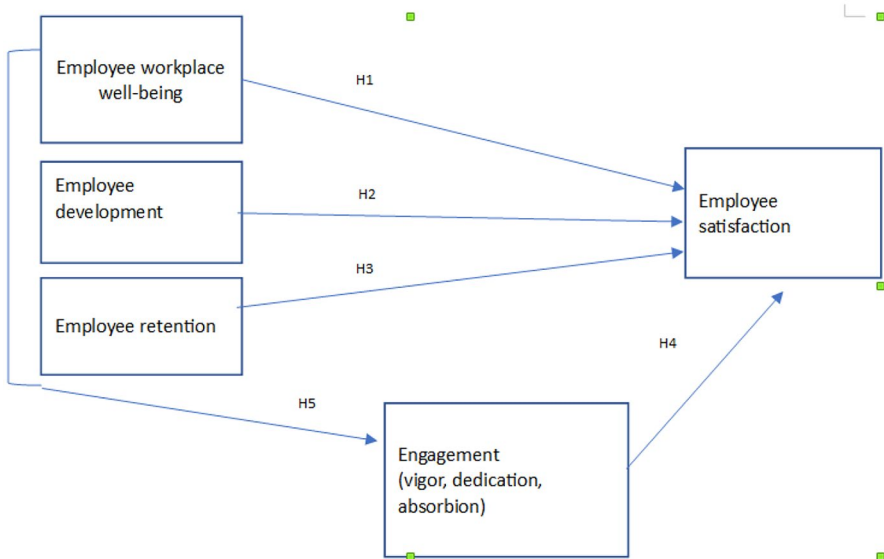 Employee workplace
well-being
H1
Employee
development
H2
Employee
satisfaction
H3
Employee retention
H4
H5
Engagement
(vigor, dedication,
absorbion)